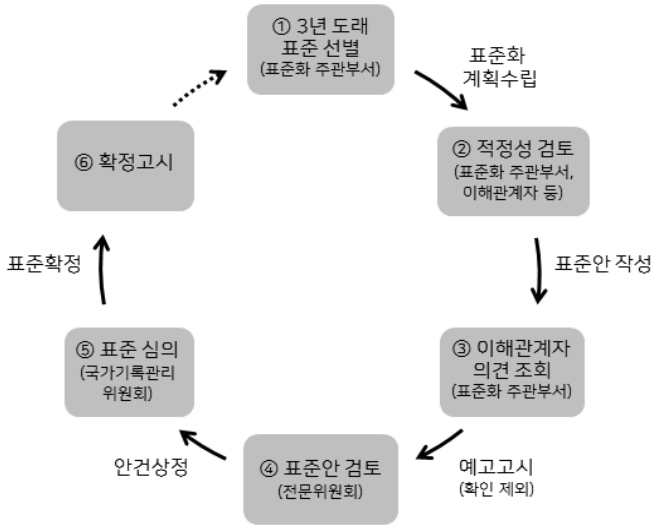 ① 3년 도래
표준 선별
(표준화 주관부서)
표준화
계획수립
② 적정성 검토
(표준화 주관부서,
이해관계자 등)
표준안 작성
③ 이해관계자
의견 조회
(표준화 주관부서)
예고고시
(확인 제외)
④ 표준안 검토
(전문위원회)
안건상정
⑤ 표준 심의
(국가기록관리
위원회)
표준확정
⑥ 확정고시